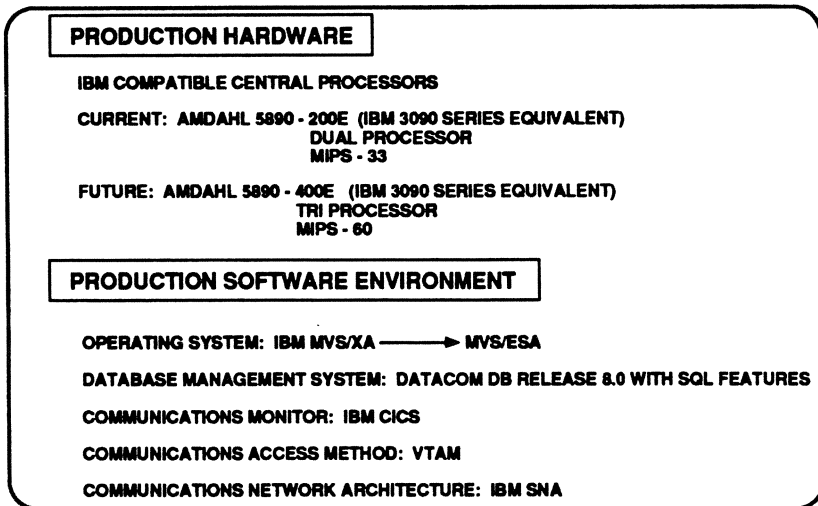 PRODUCTION HARDWARE
IBM COMPATIBLE CENTRAL PROCESSORS
CURRENT: AMDAHL 5890 - 200E (IBM 3090 SERIES EQUIVALENT)
DUAL PROCESSOR
MIPS - 33
FUTURE: AMDAHL 5890 - 400E (IBM 3090 SERIES EQUIVALENT)
TRI PROCESSOR
MIPS - 60
PRODUCTION SOFTWARE ENVIRONMENT
OPERATING SYSTEM: IBM MVS/XA → MVS/ESA
DATABASE MANAGEMENT SYSTEM: DATACOM DB RELEASE 8.0 WITH SQL FEATURES
COMMUNICATIONS MONITOR: IBM CICS
COMMUNICATIONS ACCESS METHOD: VTAM
COMMUNICATIONS NETWORK ARCHITECTURE: IBM SNA